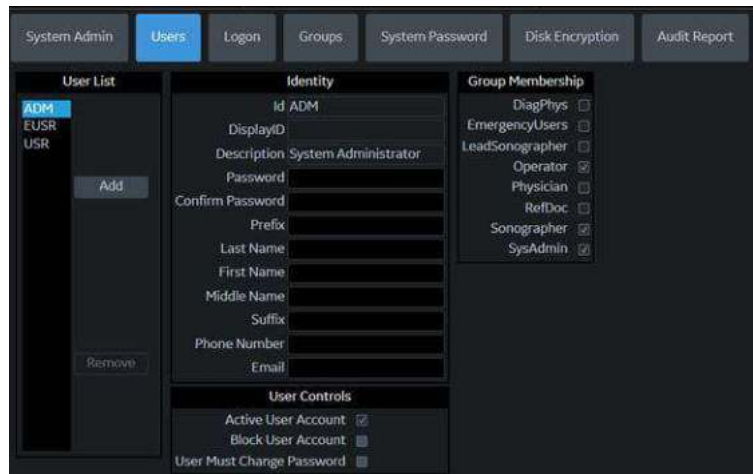 System Admin Users Logon Groups System Password Disk Encryption Audit Report
User List
ADM
EUSR
USR
Add
Remove
Identity
Id ADM
DisplayID
Description System Administrator
Password
Confirm Password
Prefix
Last Name
First Name
Middle Name
Suffix
Phone Number
Email
User Controls
Active User Account
Block User Account
User Must Change Password
Group Membership
DiagPhys
EmergencyUsers
LeadSonographer
Operator
Physician
RefDoc
Sonographer
SysAdmin